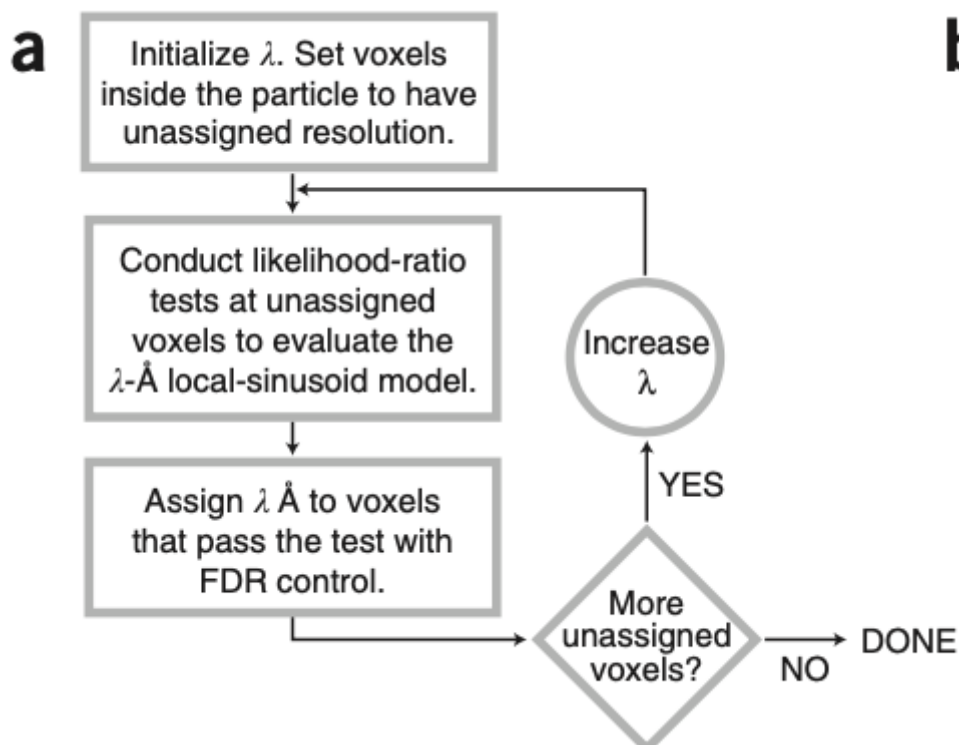 a
b
Initialize λ. Set voxels
inside the particle to have
unassigned resolution.
Conduct likelihood-ratio
tests at unassigned
voxels to evaluate the
λ-Å local-sinusoid model.
Increase
λ
Assign λ Å to voxels
that pass the test with
FDR control.
YES
More
unassigned
voxels?
NO
DONE